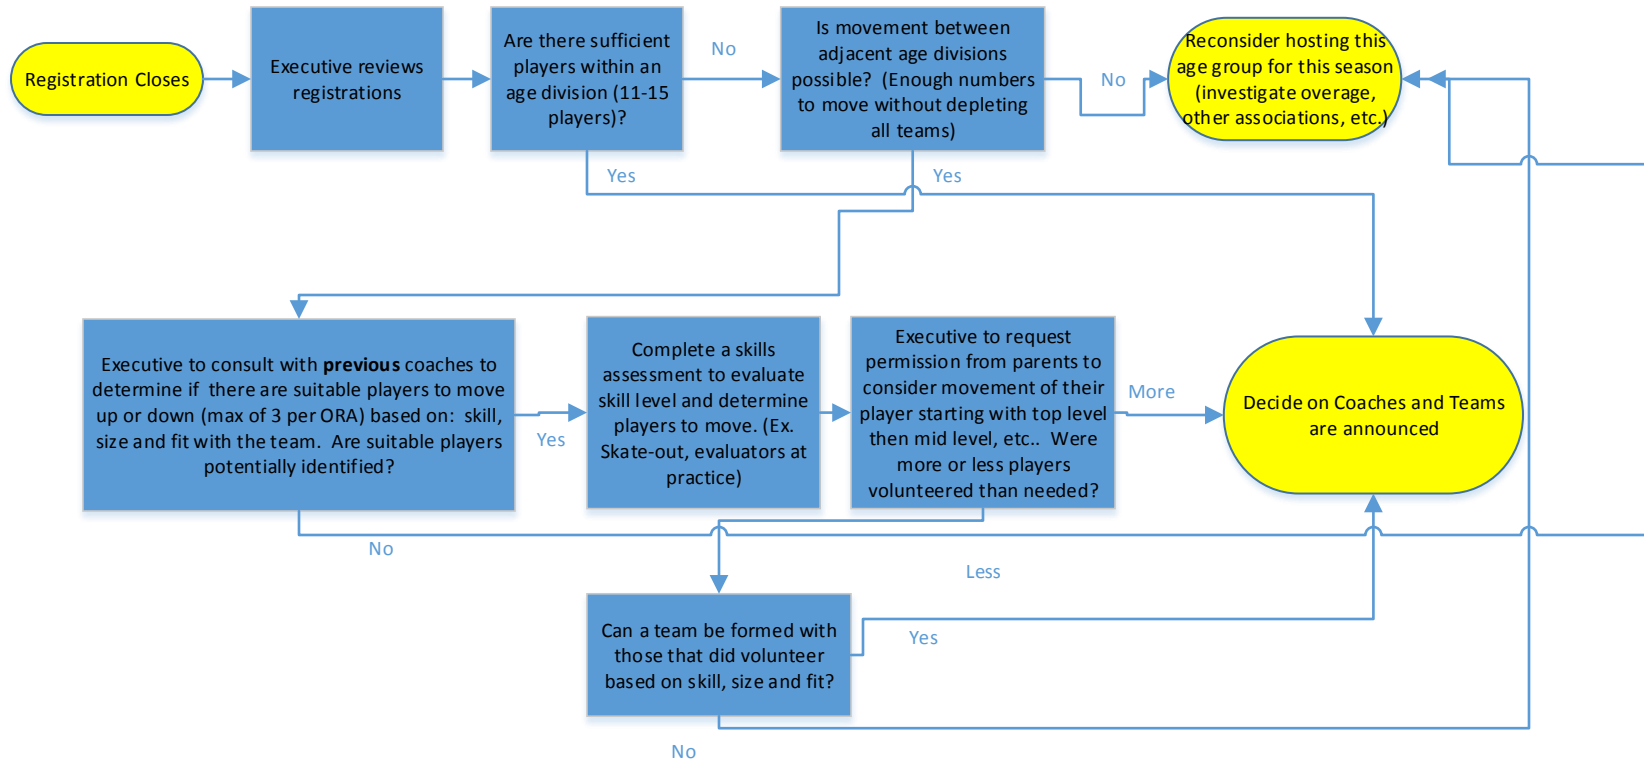 Registration Closes
Executive reviews
registrations
Are there sufficient
players within an
age division (11-15
players)?
No
Is movement between
adjacent age divisions
possible?  (Enough numbers
to move without depleting
all teams)
No
Reconsider hosting this
age group for this season
(investigate overage,
other associations, etc.)
Yes
Yes
Executive to consult with previous coaches to
determine if  there are suitable players to move
up or down (max of 3 per ORA) based on:  skill,
size and fit with the team.  Are suitable players
potentially identified?
Yes
Complete a skills
assessment to evaluate
skill level and determine
players to move. (Ex.
Skate-out, evaluators at
practice)
Executive to request
permission from parents to
consider movement of their
player starting with top level
then mid level, etc..  Were
more or less players
volunteered than needed?
More
Decide on Coaches and Teams
are announced
No
Less
Can a team be formed with
those that did volunteer
based on skill, size and fit?
Yes
No